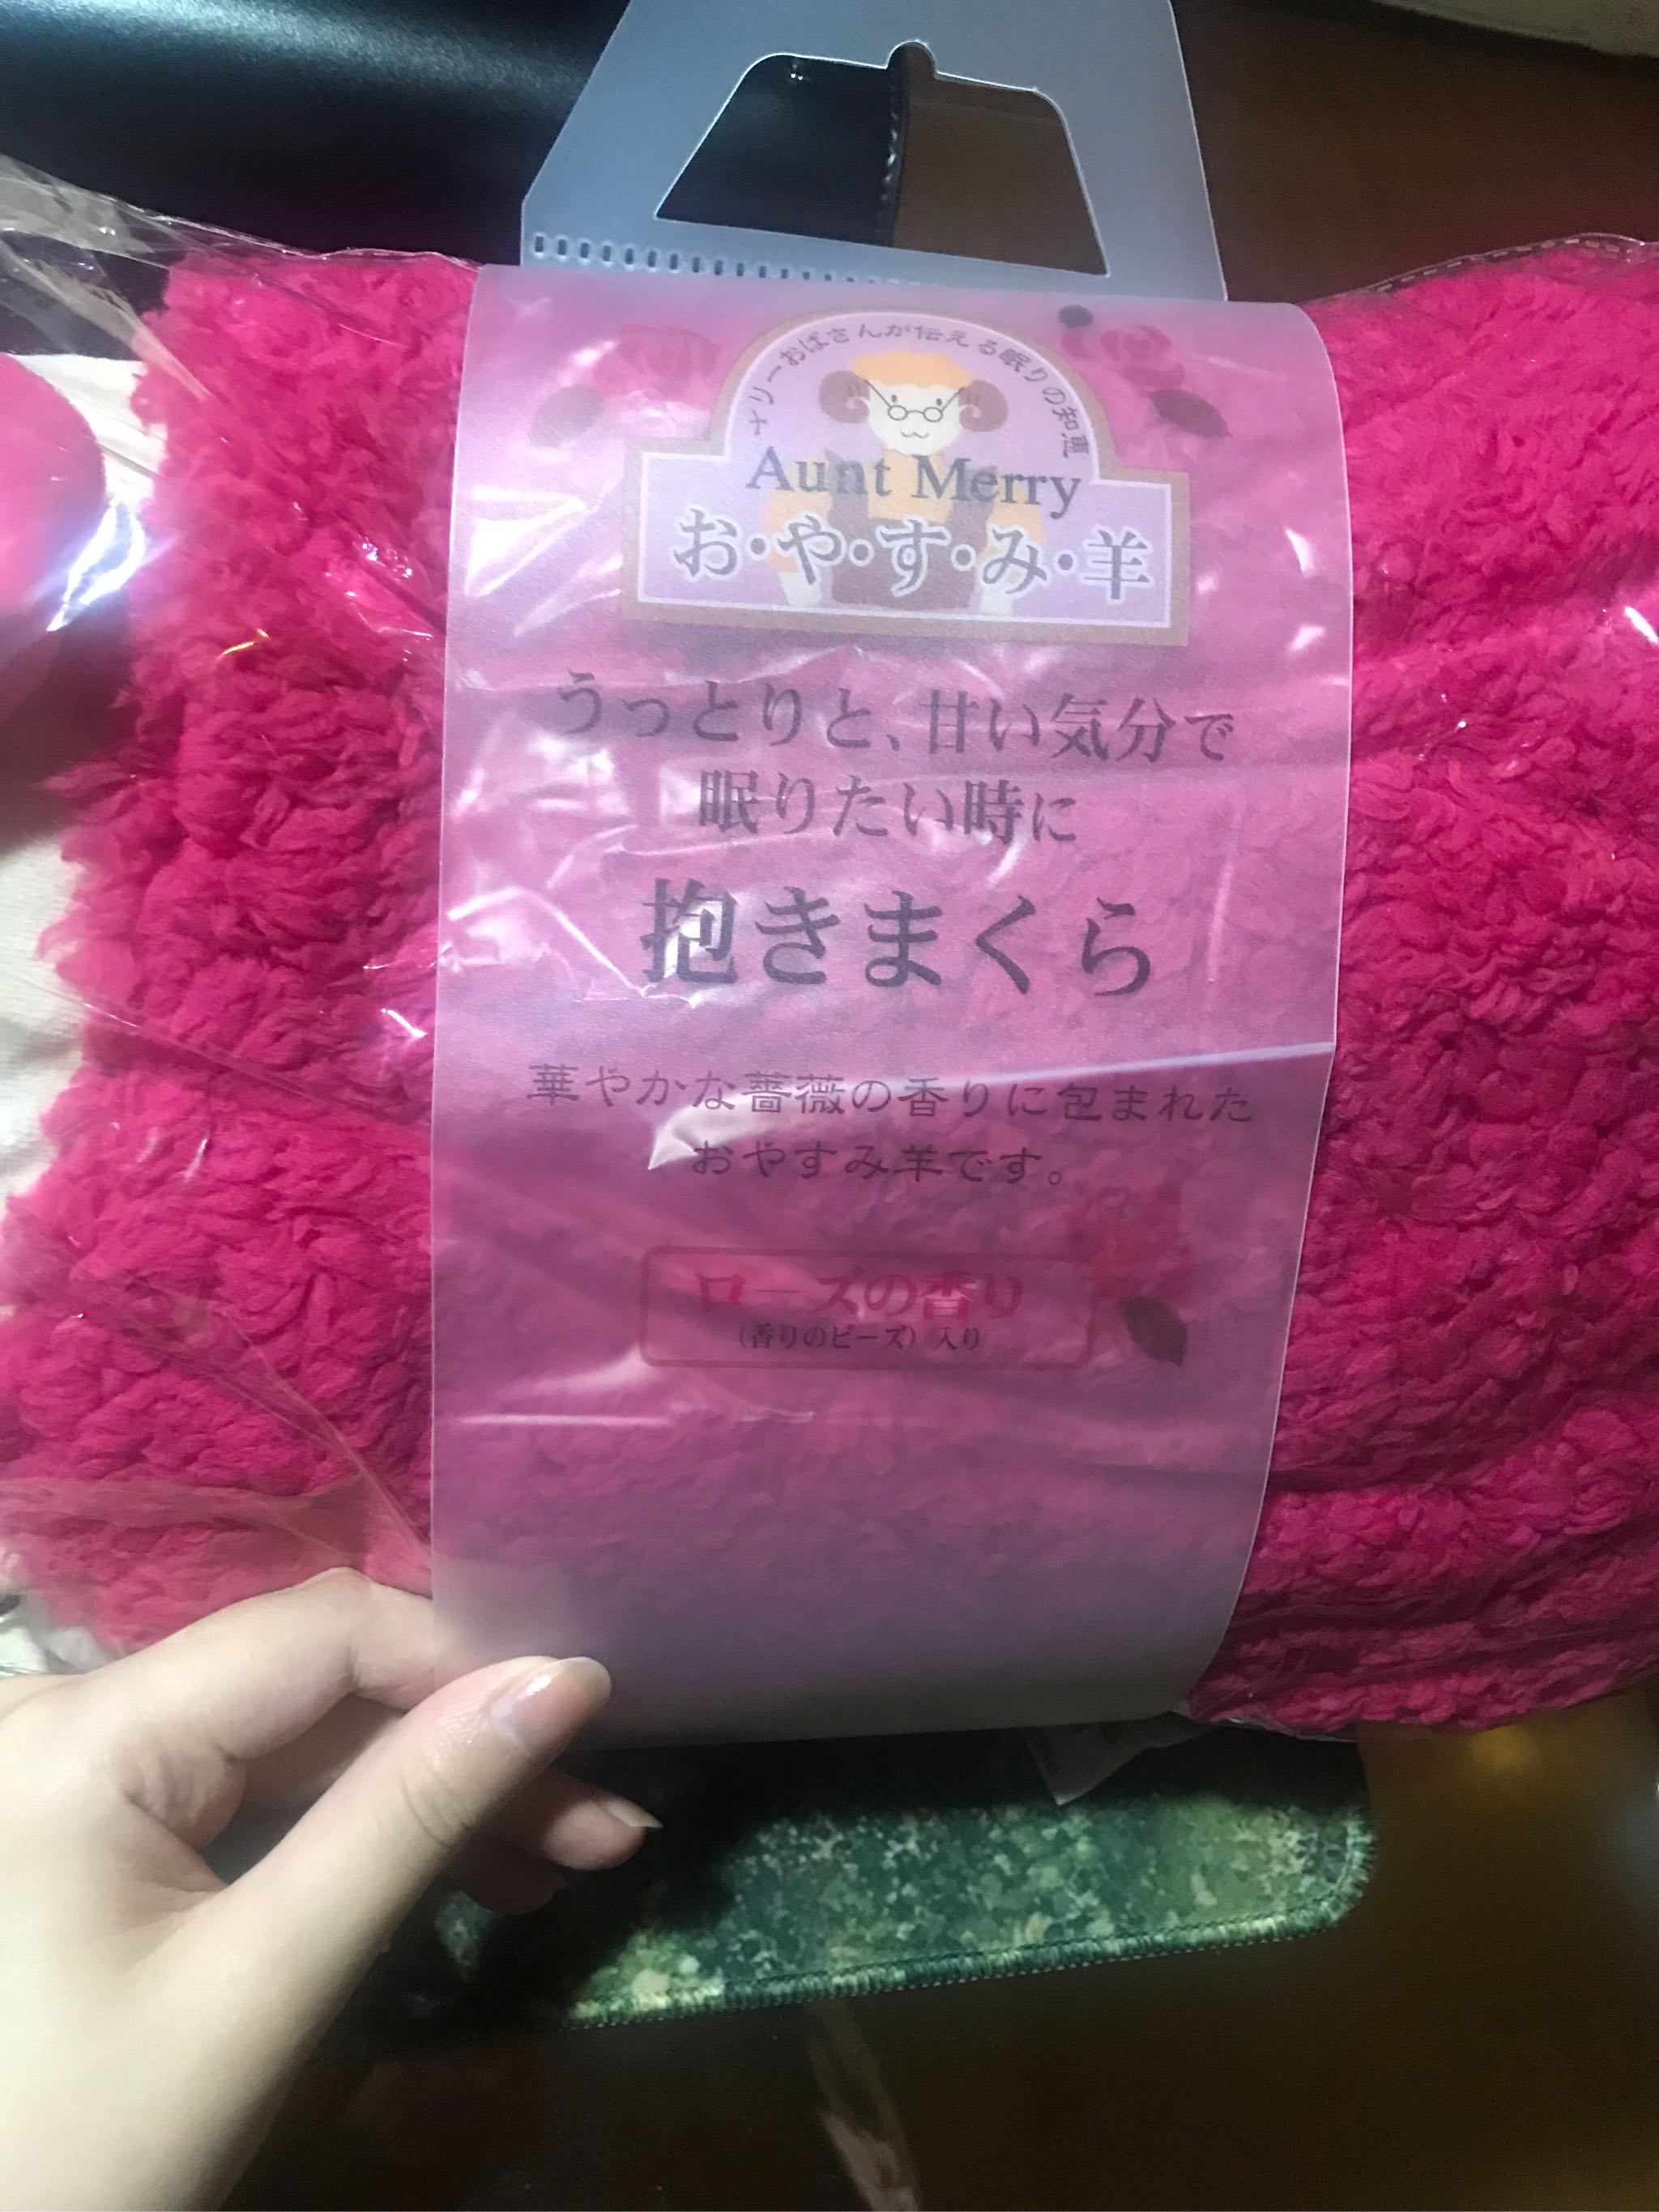 メリーおばさんが伝える眠りの知恵
Aunt Merry
お・や・す・み・羊
うっとりと、甘い気分で
眠りたい時に
抱きまくら
華やかな薔薇の香りに包まれた
おやすみ羊です。
ローズの香り
（香りのビーズ）入り